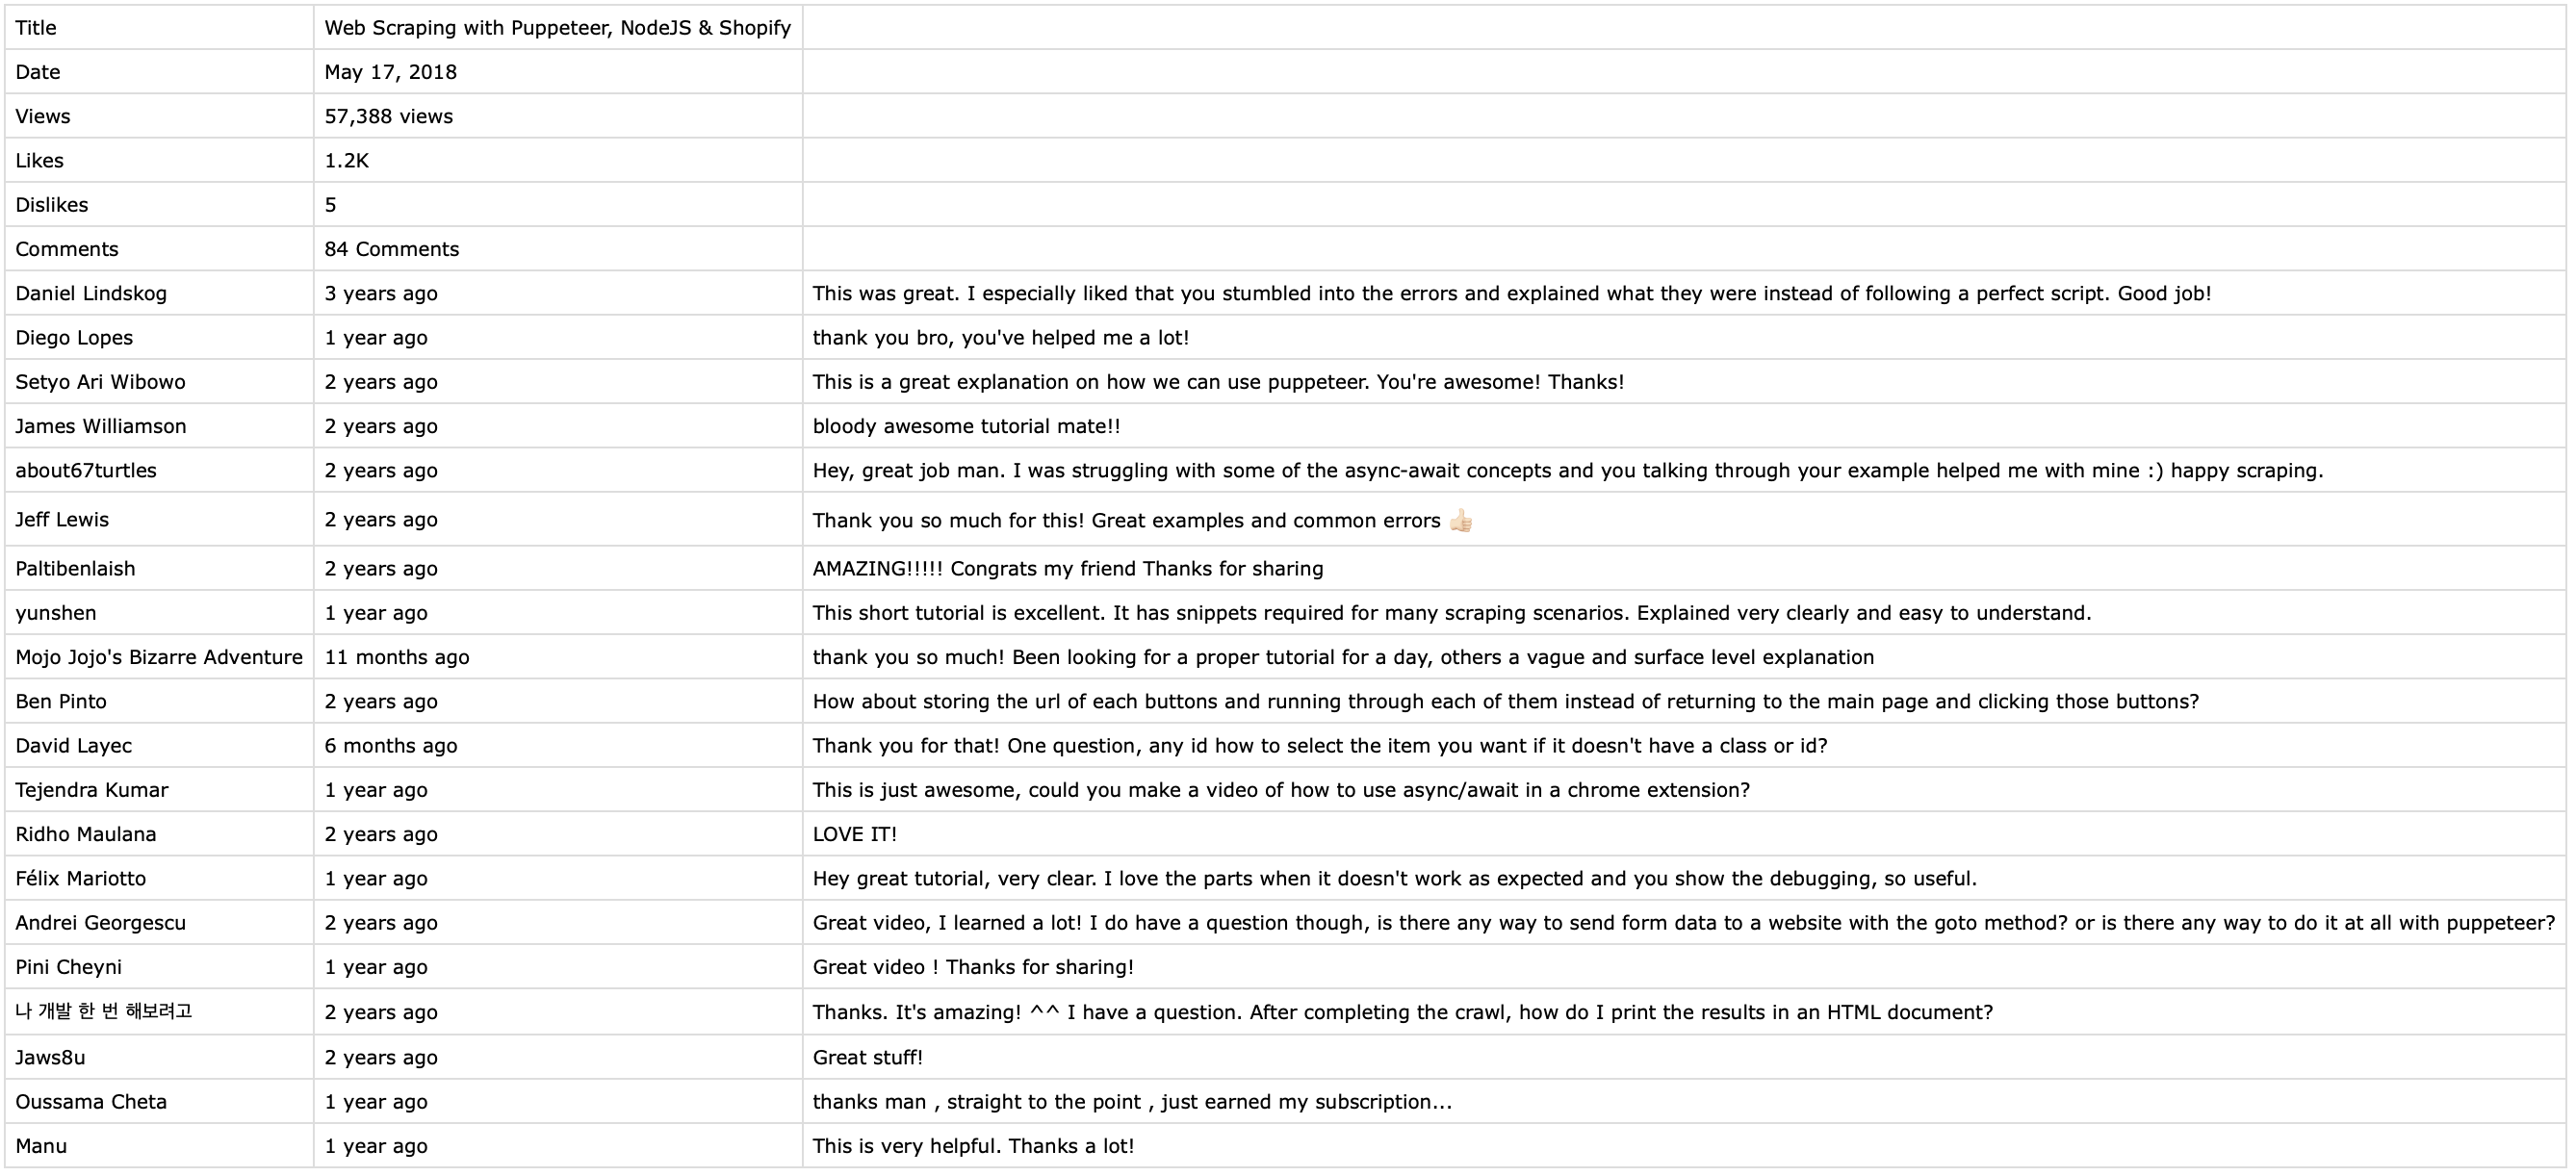 Title Web Scraping with Puppeteer, NodeJS & Shopify
Date May 17, 2018
Views 57,388 views
Likes 1.2K
Dislikes 5
Comments 84 Comments
Daniel Lindskog 3 years ago This was great. I especially liked that you stumbled into the errors and explained what they were instead of following a perfect script. Good job!
Diego Lopes 1 year ago thank you bro, you've helped me a lot!
Setyo Ari Wibowo 2 years ago This is a great explanation on how we can use puppeteer. You're awesome! Thanks!
James Williamson 2 years ago bloody awesome tutorial mate!!
about67turtles 2 years ago Hey, great job man. I was struggling with some of the async-await concepts and you talking through your example helped me with mine :) happy scraping.
Jeff Lewis 2 years ago Thank you so much for this! Great examples and common errors 👍🏻
Paltibenlaish 2 years ago AMAZING!!!!! Congrats my friend Thanks for sharing
yunshen 1 year ago This short tutorial is excellent. It has snippets required for many scraping scenarios. Explained very clearly and easy to understand.
Mojo Jojo's Bizarre Adventure 11 months ago thank you so much! Been looking for a proper tutorial for a day, others a vague and surface level explanation
Ben Pinto 2 years ago How about storing the url of each buttons and running through each of them instead of returning to the main page and clicking those buttons?
David Layec 6 months ago Thank you for that! One question, any id how to select the item you want if it doesn't have a class or id?
Tejendra Kumar 1 year ago This is just awesome, could you make a video of how to use async/await in a chrome extension?
Ridho Maulana 2 years ago LOVE IT!
Félix Mariotto 1 year ago Hey great tutorial, very clear. I love the parts when it doesn't work as expected and you show the debugging, so useful.
Andrei Georgescu 2 years ago Great video, I learned a lot! I do have a question though, is there any way to send form data to a website with the goto method? or is there any way to do it at all with puppeteer?
Pini Cheyni 1 year ago Great video ! Thanks for sharing!
나 개발 한 번 해보려고 2 years ago Thanks. It's amazing! ^^ I have a question. After completing the crawl, how do I print the results in an HTML document?
Jaws8u 2 years ago Great stuff!
Oussama Cheta 1 year ago thanks man , straight to the point , just earned my subscription...
Manu 1 year ago This is very helpful. Thanks a lot!